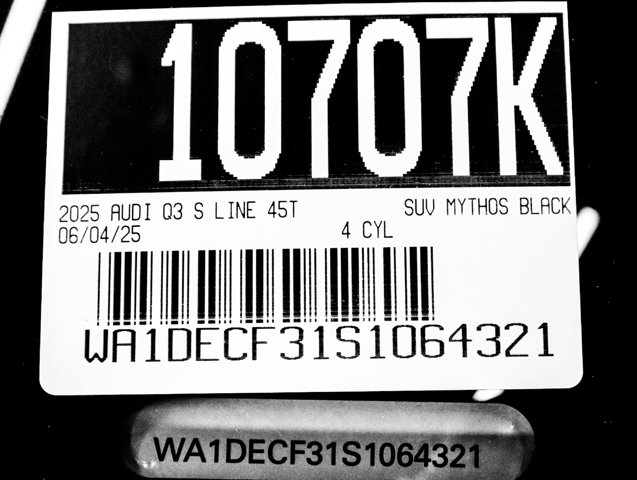 10707K
2025 AUDI Q3 S LINE 45T SUV MYTHOS BLACK
06/04/25 4 CYL
WA1DECF31S1064321
WA1DECF31S1064321